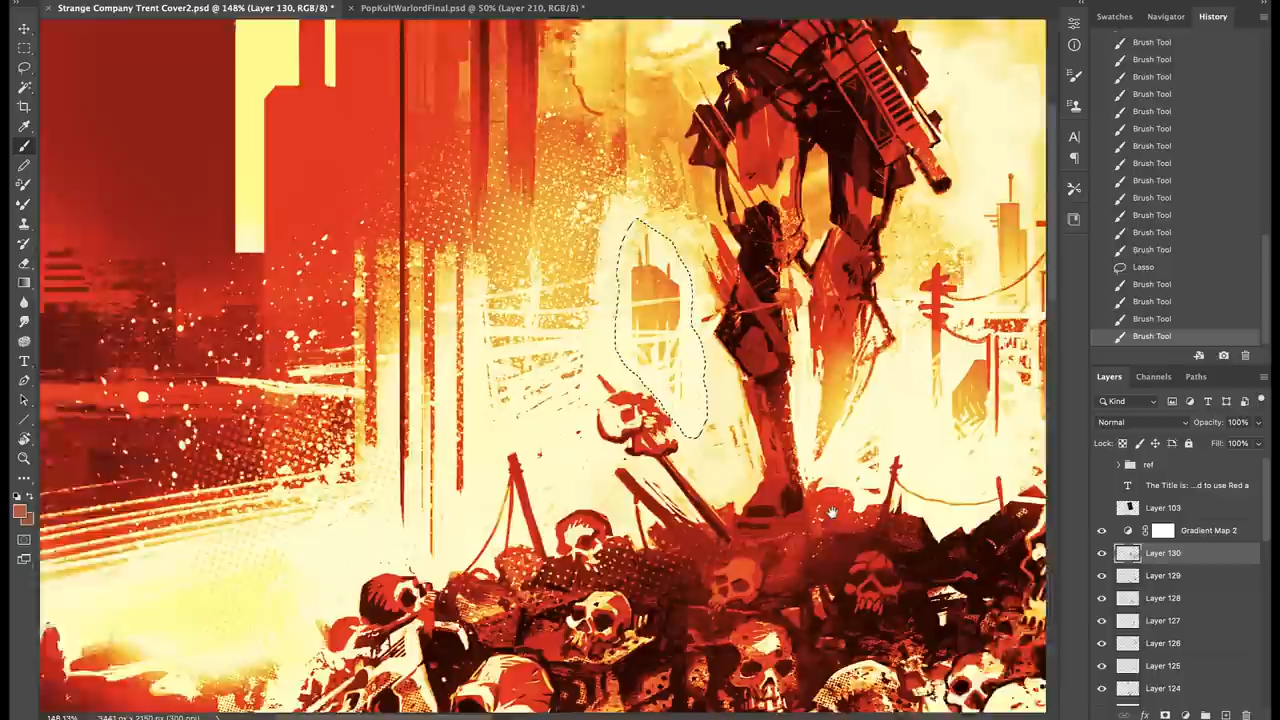 Strange Company Trent Cover2.psd @ 148% (Layer 130, RGB/8) *
PopKultWarlordFinal.psd @ 50% (Layer 210, RGB/8) *
Swatches
Navigator
History
Brush Tool
Brush Tool
Brush Tool
Brush Tool
Brush Tool
Brush Tool
Brush Tool
Brush Tool
Brush Tool
Brush Tool
Brush Tool
Brush Tool
Brush Tool
Lasso
Brush Tool
Brush Tool
Brush Tool
Brush Tool
Layers
Channels
Paths
Kind
Normal
Opacity: 100%
Lock:
Fill: 100%
ref
The Title is: ...d to use Red a
Layer 103
Gradient Map 2
Layer 130
Layer 129
Layer 128
Layer 127
Layer 126
Layer 125
Layer 124
148.13%
3441 px x 2150 px (300 ppi)